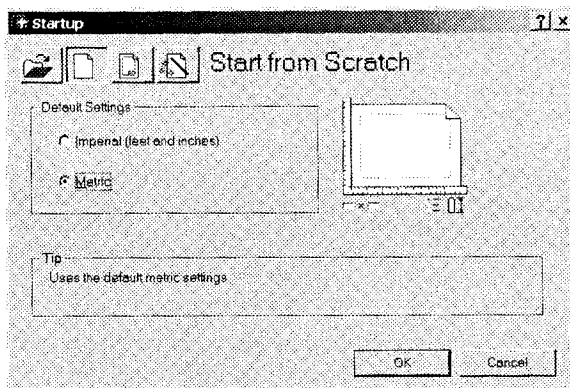 Startup
Start from Scratch
Default Settings
Imperial (feet and inches)
Metric
Tip
Uses the default metric settings
OK
Cancel